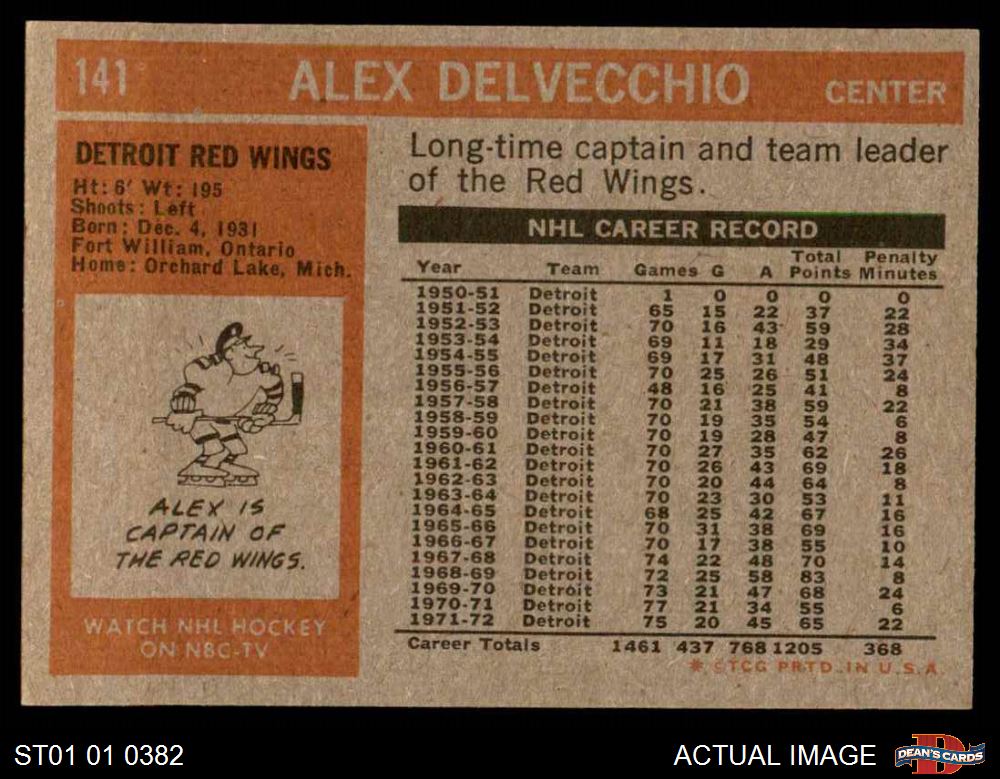 141 ALEX DELVECCHIO CENTER
DETROIT RED WINGS
Ht: 6' Wt: 195
Shoots: Left
Born: Dec. 4, 1931
Fort William, Ontario
Home: Orchard Lake, Mich.
ALEX IS
CAPTAIN OF
THE RED WINGS.
WATCH NHL HOCKEY
ON NBC-TV
Long-time captain and team leader
of the Red Wings.
NHL CAREER RECORD
Year Team Games G A Total Points Penalty Minutes
1950-51 Detroit 1 0 0 0 0
1951-52 Detroit 65 15 22 37 22
1952-53 Detroit 70 16 43 59 28
1953-54 Detroit 69 11 18 29 34
1954-55 Detroit 69 17 31 48 37
1955-56 Detroit 70 25 26 51 24
1956-57 Detroit 48 16 25 41 8
1957-58 Detroit 70 21 38 59 22
1958-59 Detroit 70 19 35 54 6
1959-60 Detroit 70 19 28 47 8
1960-61 Detroit 70 27 35 62 26
1961-62 Detroit 70 26 43 69 18
1962-63 Detroit 70 20 44 64 8
1963-64 Detroit 70 23 30 53 11
1964-65 Detroit 68 25 42 67 16
1965-66 Detroit 70 31 38 69 16
1966-67 Detroit 70 17 38 55 10
1967-68 Detroit 74 22 48 70 14
1968-69 Detroit 72 25 58 83 8
1969-70 Detroit 73 21 47 68 24
1970-71 Detroit 77 21 34 55 6
1971-72 Detroit 75 20 45 65 22
Career Totals 1461 437 768 1205 368
* ©TCG PRTD. IN U.S.A.
ST01 01 0382
ACTUAL IMAGE
DEAN'S CARDS